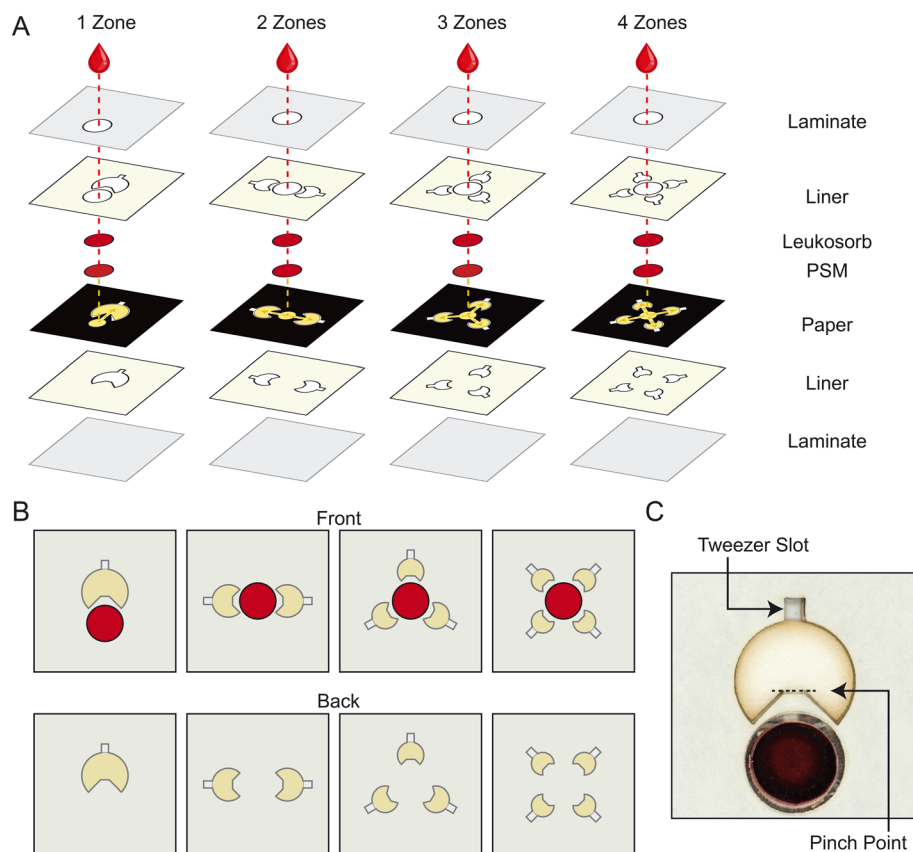 A
1 Zone
2 Zones
3 Zones
4 Zones
Laminate
Liner
Leukosorb
PSM
Paper
Liner
Laminate
B
Front
Back
C
Tweezer Slot
Pinch Point